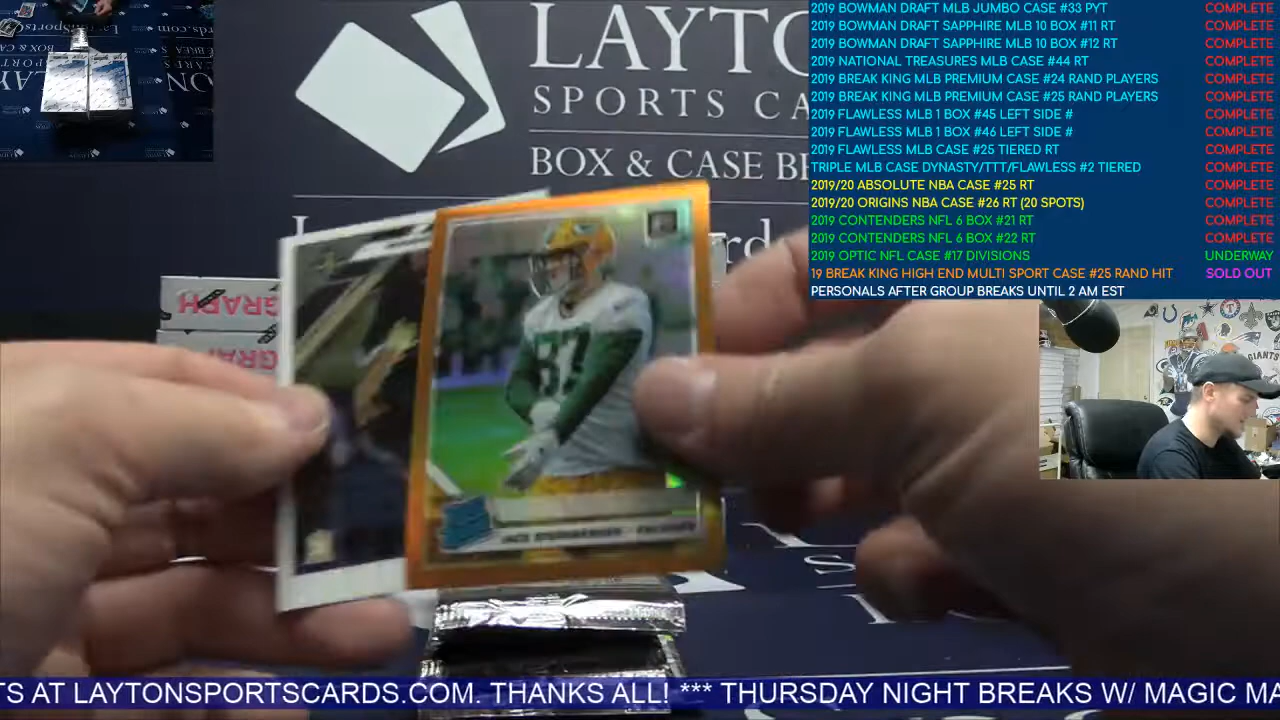 LAYTO
SPORTS CA
BOX & CASE BR
GRAPH
GRA
87
JACE STERNBERGER - PACKERS
GIANTS
2019 BOWMAN DRAFT MLB JUMBO CASE #33 PYT COMPLETE
2019 BOWMAN DRAFT SAPPHIRE MLB 10 BOX #11 RT COMPLETE
2019 BOWMAN DRAFT SAPPHIRE MLB 10 BOX #12 RT COMPLETE
2019 NATIONAL TREASURES MLB CASE #44 RT COMPLETE
2019 BREAK KING MLB PREMIUM CASE #24 RAND PLAYERS COMPLETE
2019 BREAK KING MLB PREMIUM CASE #25 RAND PLAYERS COMPLETE
2019 FLAWLESS MLB 1 BOX #45 LEFT SIDE # COMPLETE
2019 FLAWLESS MLB 1 BOX #46 LEFT SIDE # COMPLETE
2019 FLAWLESS MLB CASE #25 TIERED RT COMPLETE
TRIPLE MLB CASE DYNASTY/TTT/FLAWLESS #2 TIERED COMPLETE
2019/20 ABSOLUTE NBA CASE #25 RT COMPLETE
2019/20 ORIGINS NBA CASE #26 RT (20 SPOTS) COMPLETE
2019 CONTENDERS NFL 6 BOX #21 RT COMPLETE
2019 CONTENDERS NFL 6 BOX #22 RT COMPLETE
2019 OPTIC NFL CASE #17 DIVISIONS UNDERWAY
19 BREAK KING HIGH END MULTI SPORT CASE #25 RAND HIT SOLD OUT
PERSONALS AFTER GROUP BREAKS UNTIL 2 AM EST
TS AT LAYTONSPORTSCARDS.COM. THANKS ALL! *** THURSDAY NIGHT BREAKS W/ MAGIC MA